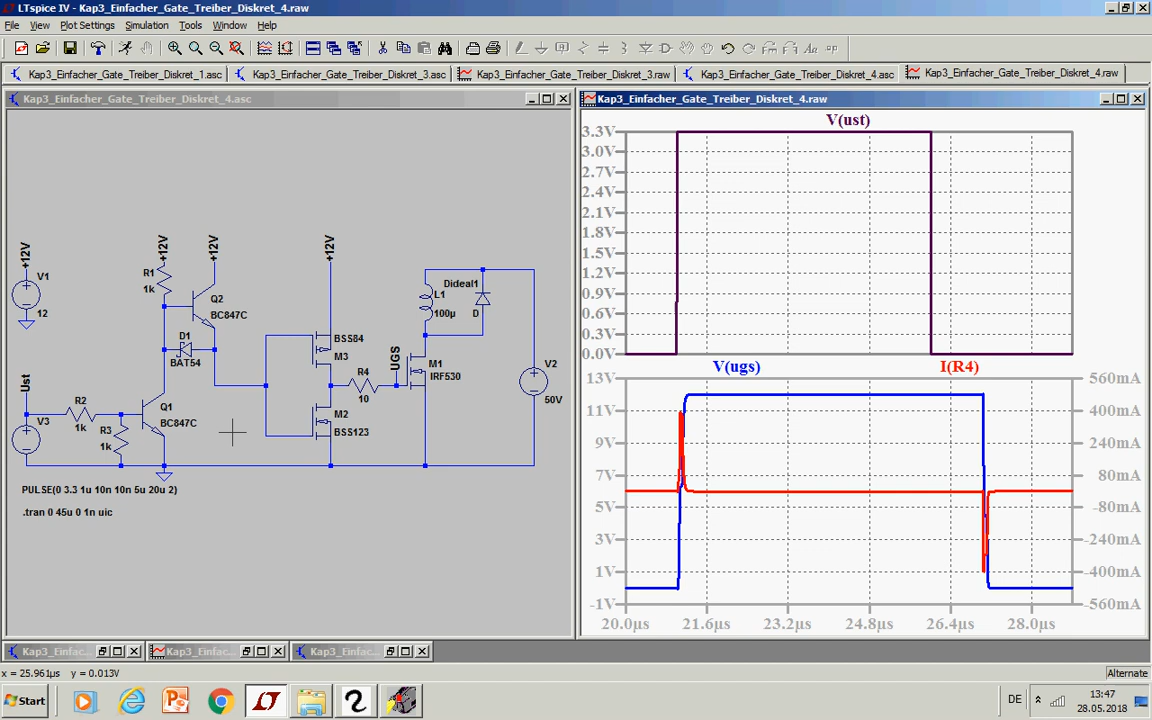 LTspice IV - Kap3_Einfacher_Gate_Treiber_Diskret_4.raw
File View Plot Settings Simulation Tools Window Help
Kap3_Einfacher_Gate_Treiber_Diskret_1.asc Kap3_Einfacher_Gate_Treiber_Diskret_3.asc Kap3_Einfacher_Gate_Treiber_Diskret_3.raw Kap3_Einfacher_Gate_Treiber_Diskret_4.asc Kap3_Einfacher_Gate_Treiber_Diskret_4.raw
Kap3_Einfacher_Gate_Treiber_Diskret_4.asc
+12V
V1
12
+12V
R1
1k
+12V
Q2
BC847C
D1
BAT54
+12V
BSS84
M3
UGS
R4
10
M2
BSS123
Dideal1
L1
100µ
D
M1
IRF530
V2
50V
Ust
V3
R2
1k
R3
1k
Q1
BC847C
PULSE(0 3.3 1u 10n 10n 5u 20u 2)
.tran 0 45u 0 1n uic
Kap3_Einfacher_Gate_Treiber_Diskret_4.raw
V(ust)
3.3V
3.0V
2.7V
2.4V
2.1V
1.8V
1.5V
1.2V
0.9V
0.6V
0.3V
0.0V
V(ugs) I(R4)
13V 560mA
11V 400mA
9V 240mA
7V 80mA
5V -80mA
3V -240mA
1V -400mA
-1V -560mA
20.0µs 21.6µs 23.2µs 24.8µs 26.4µs 28.0µs
Kap3_Einfac... Kap3_Einfac... Kap3_Einfac...
x = 25.961µs y = 0.013V Alternate
Start DE 13:47
28.05.2018